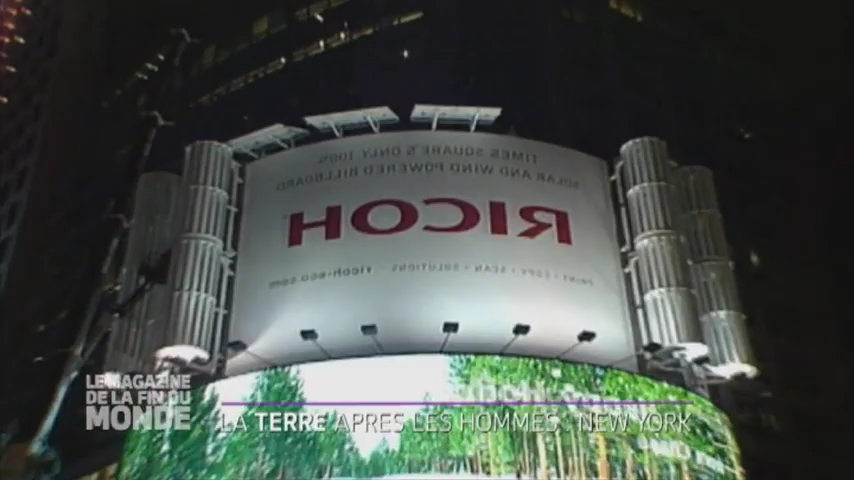 TIMES SQUARE'S ONLY 100%
SOLAR AND WIND POWERED BILLBOARD
RICOH
ricoh-eco.com
PRINT • COPY • SCAN • SOLUTIONS
LE MAGAZINE
DE LA FIN DU
MONDE
LA TERRE APRES LES HOMMES : NEW YORK